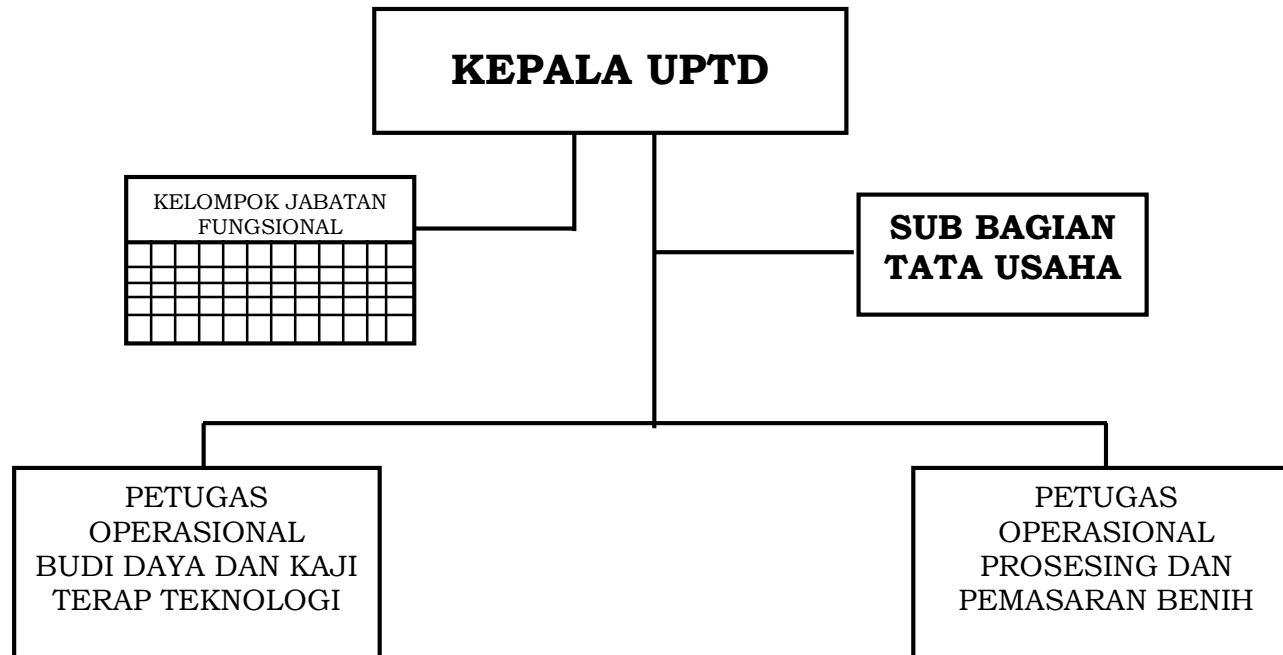 KEPALA UPTD
KELOMPOK JABATAN
FUNGSIONAL
SUB BAGIAN
TATA USAHA
PETUGAS
OPERASIONAL
BUDI DAYA DAN KAJI
TERAP TEKNOLOGI
PETUGAS
OPERASIONAL
PROSESING DAN
PEMASARAN BENIH